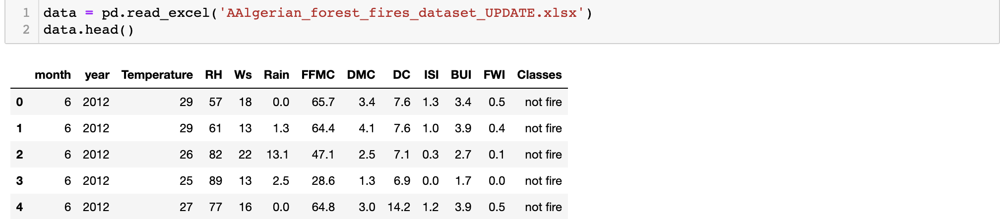 1 data = pd.read_excel('AAlgerian_forest_fires_dataset_UPDATE.xlsx')
2 data.head()
month year Temperature RH Ws Rain FFMC DMC DC ISI BUI FWI Classes
0 6 2012 29 57 18 0.0 65.7 3.4 7.6 1.3 3.4 0.5 not fire
1 6 2012 29 61 13 1.3 64.4 4.1 7.6 1.0 3.9 0.4 not fire
2 6 2012 26 82 22 13.1 47.1 2.5 7.1 0.3 2.7 0.1 not fire
3 6 2012 25 89 13 2.5 28.6 1.3 6.9 0.0 1.7 0.0 not fire
4 6 2012 27 77 16 0.0 64.8 3.0 14.2 1.2 3.9 0.5 not fire